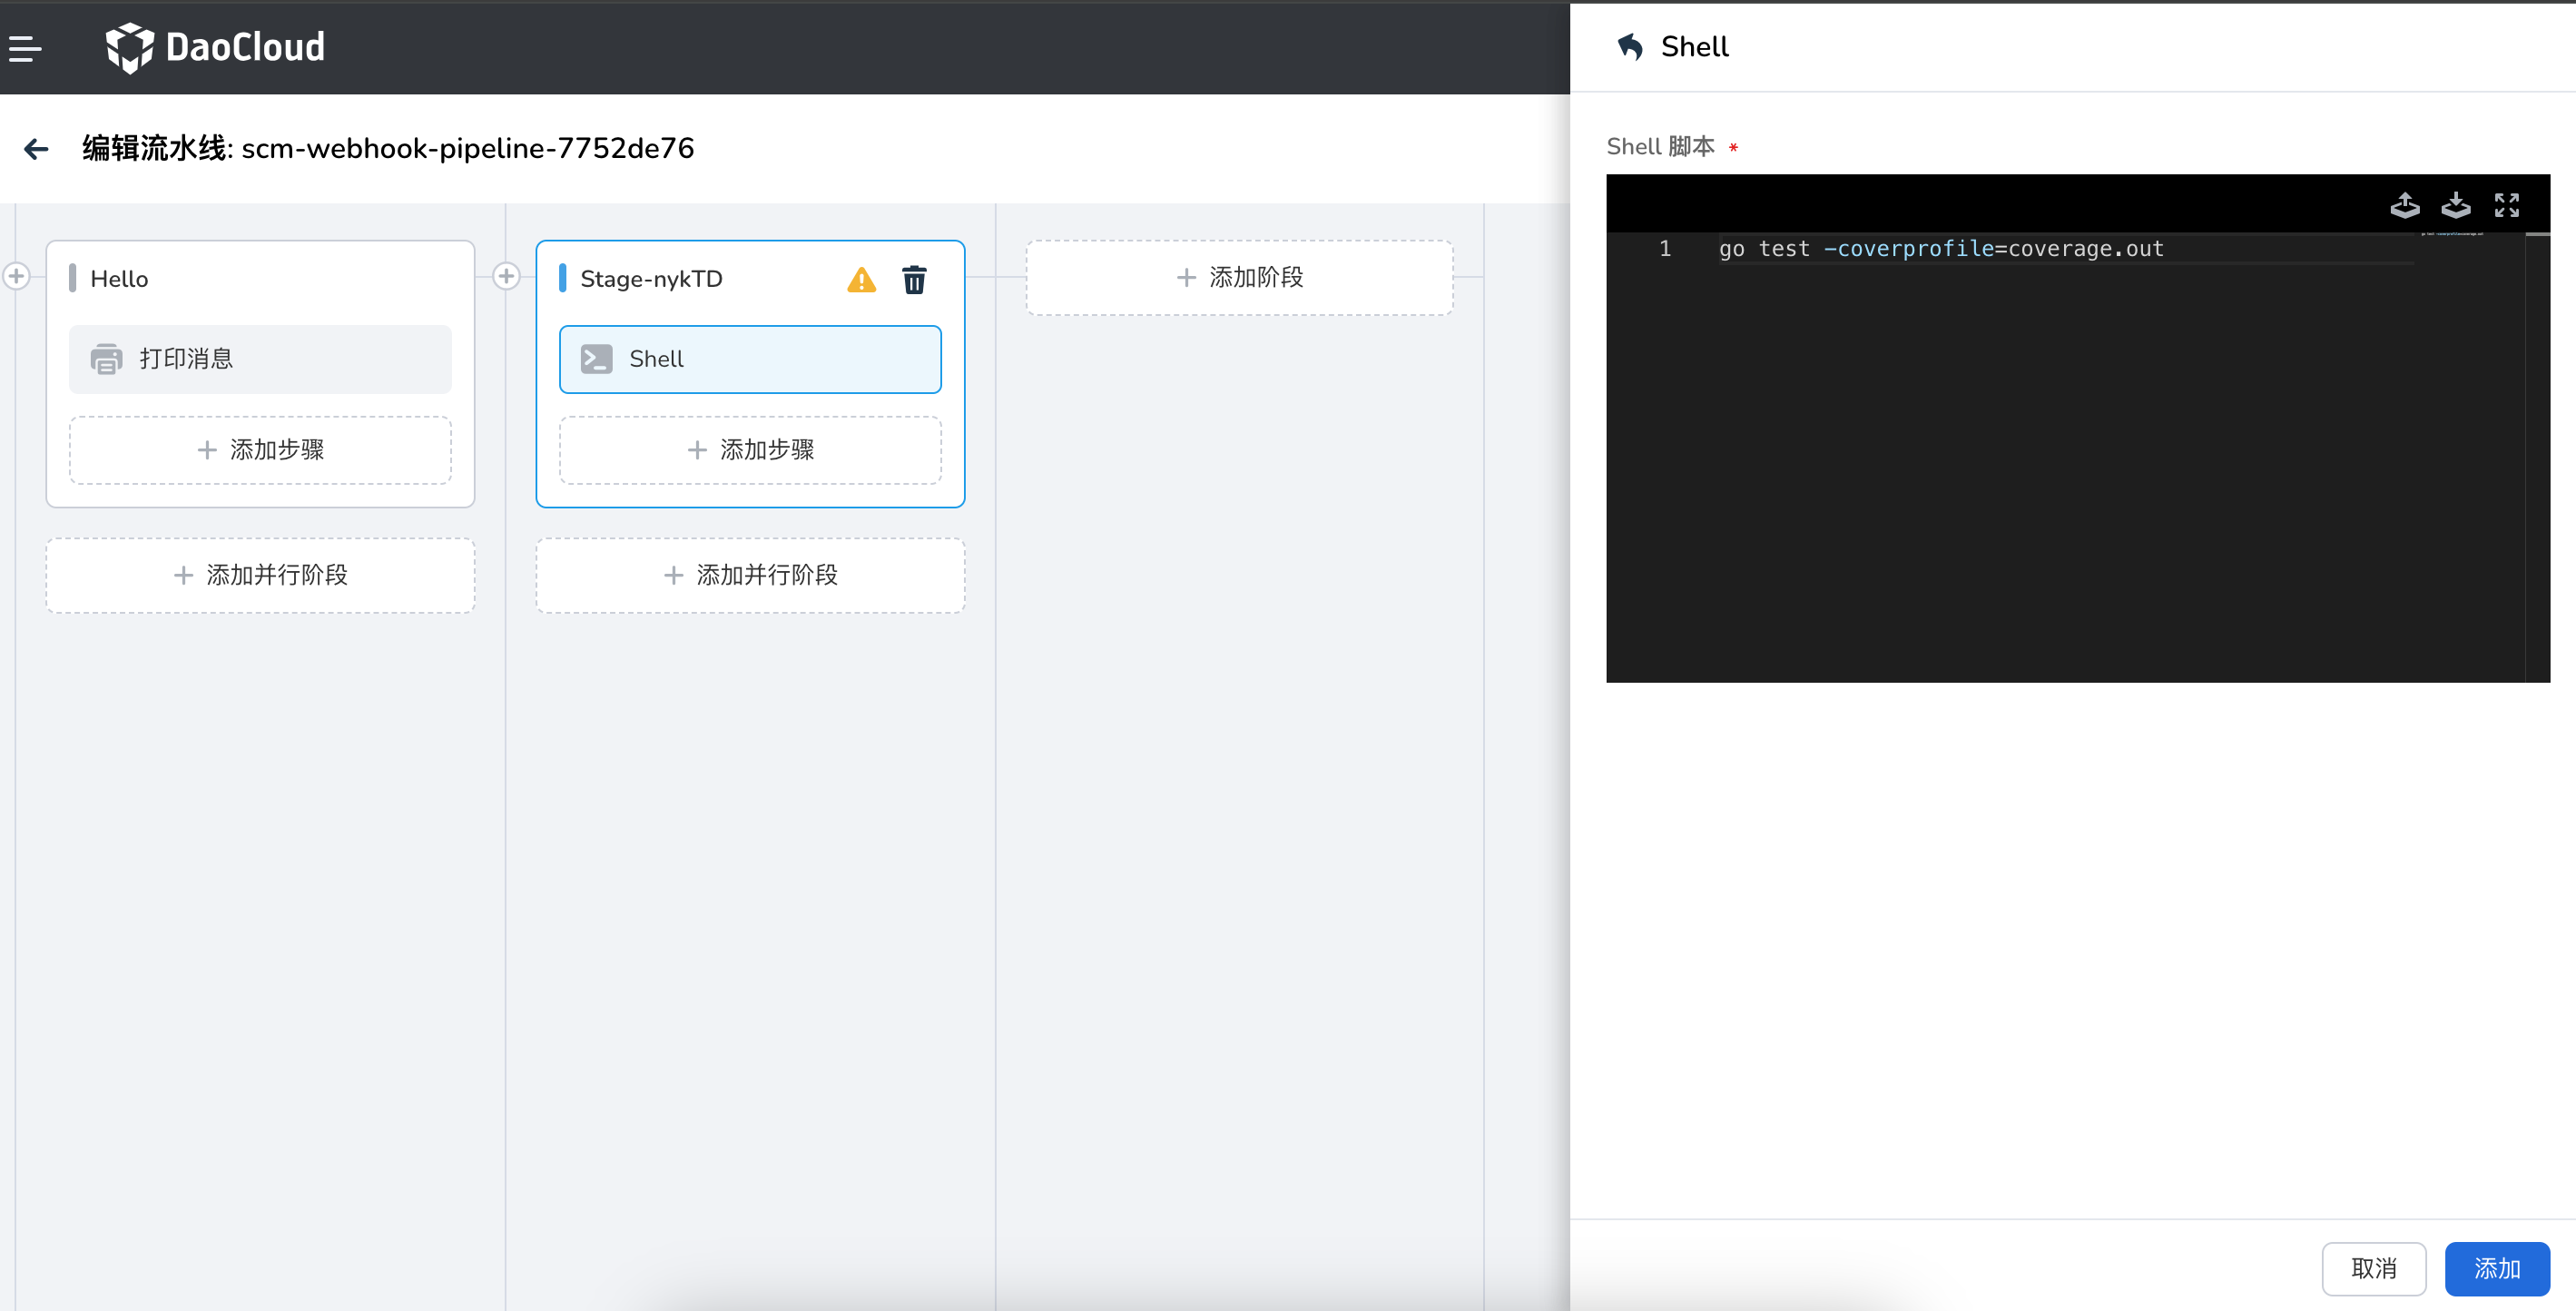 DaoCloud
编辑流水线: scm-webhook-pipeline-7752de76
Hello
打印消息
+ 添加步骤
+ 添加并行阶段
Stage-nykTD
Shell
+ 添加步骤
+ 添加并行阶段
+ 添加阶段
Shell
Shell 脚本 *
1 go test -coverprofile=coverage.out
取消
添加